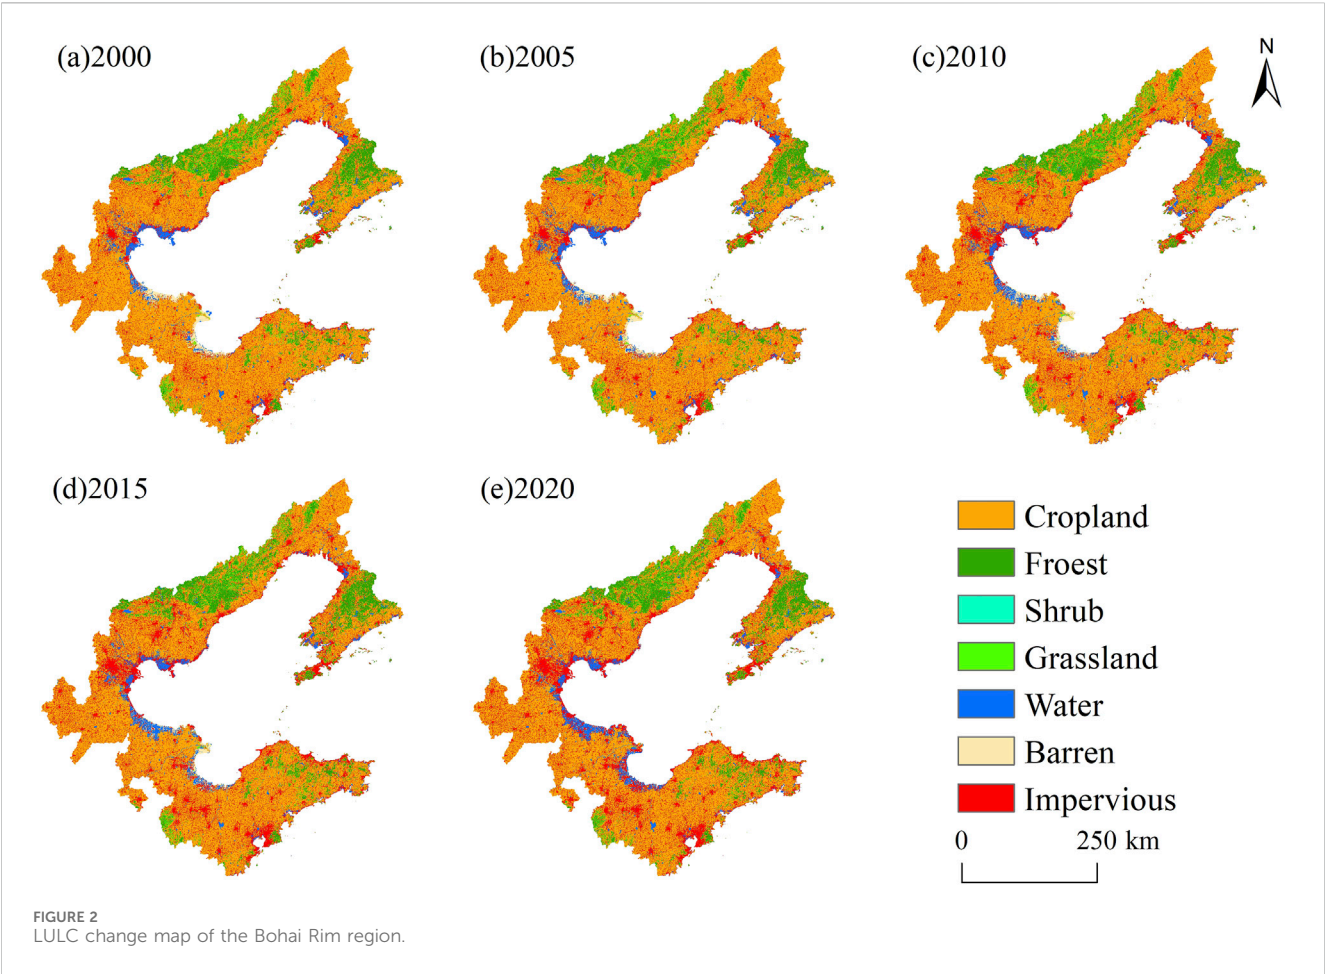 (a)2000
(b)2005
(c)2010
N
(d)2015
(e)2020
Cropland
Froest
Shrub
Grassland
Water
Barren
Impervious
0 250 km
FIGURE 2
LULC change map of the Bohai Rim region.